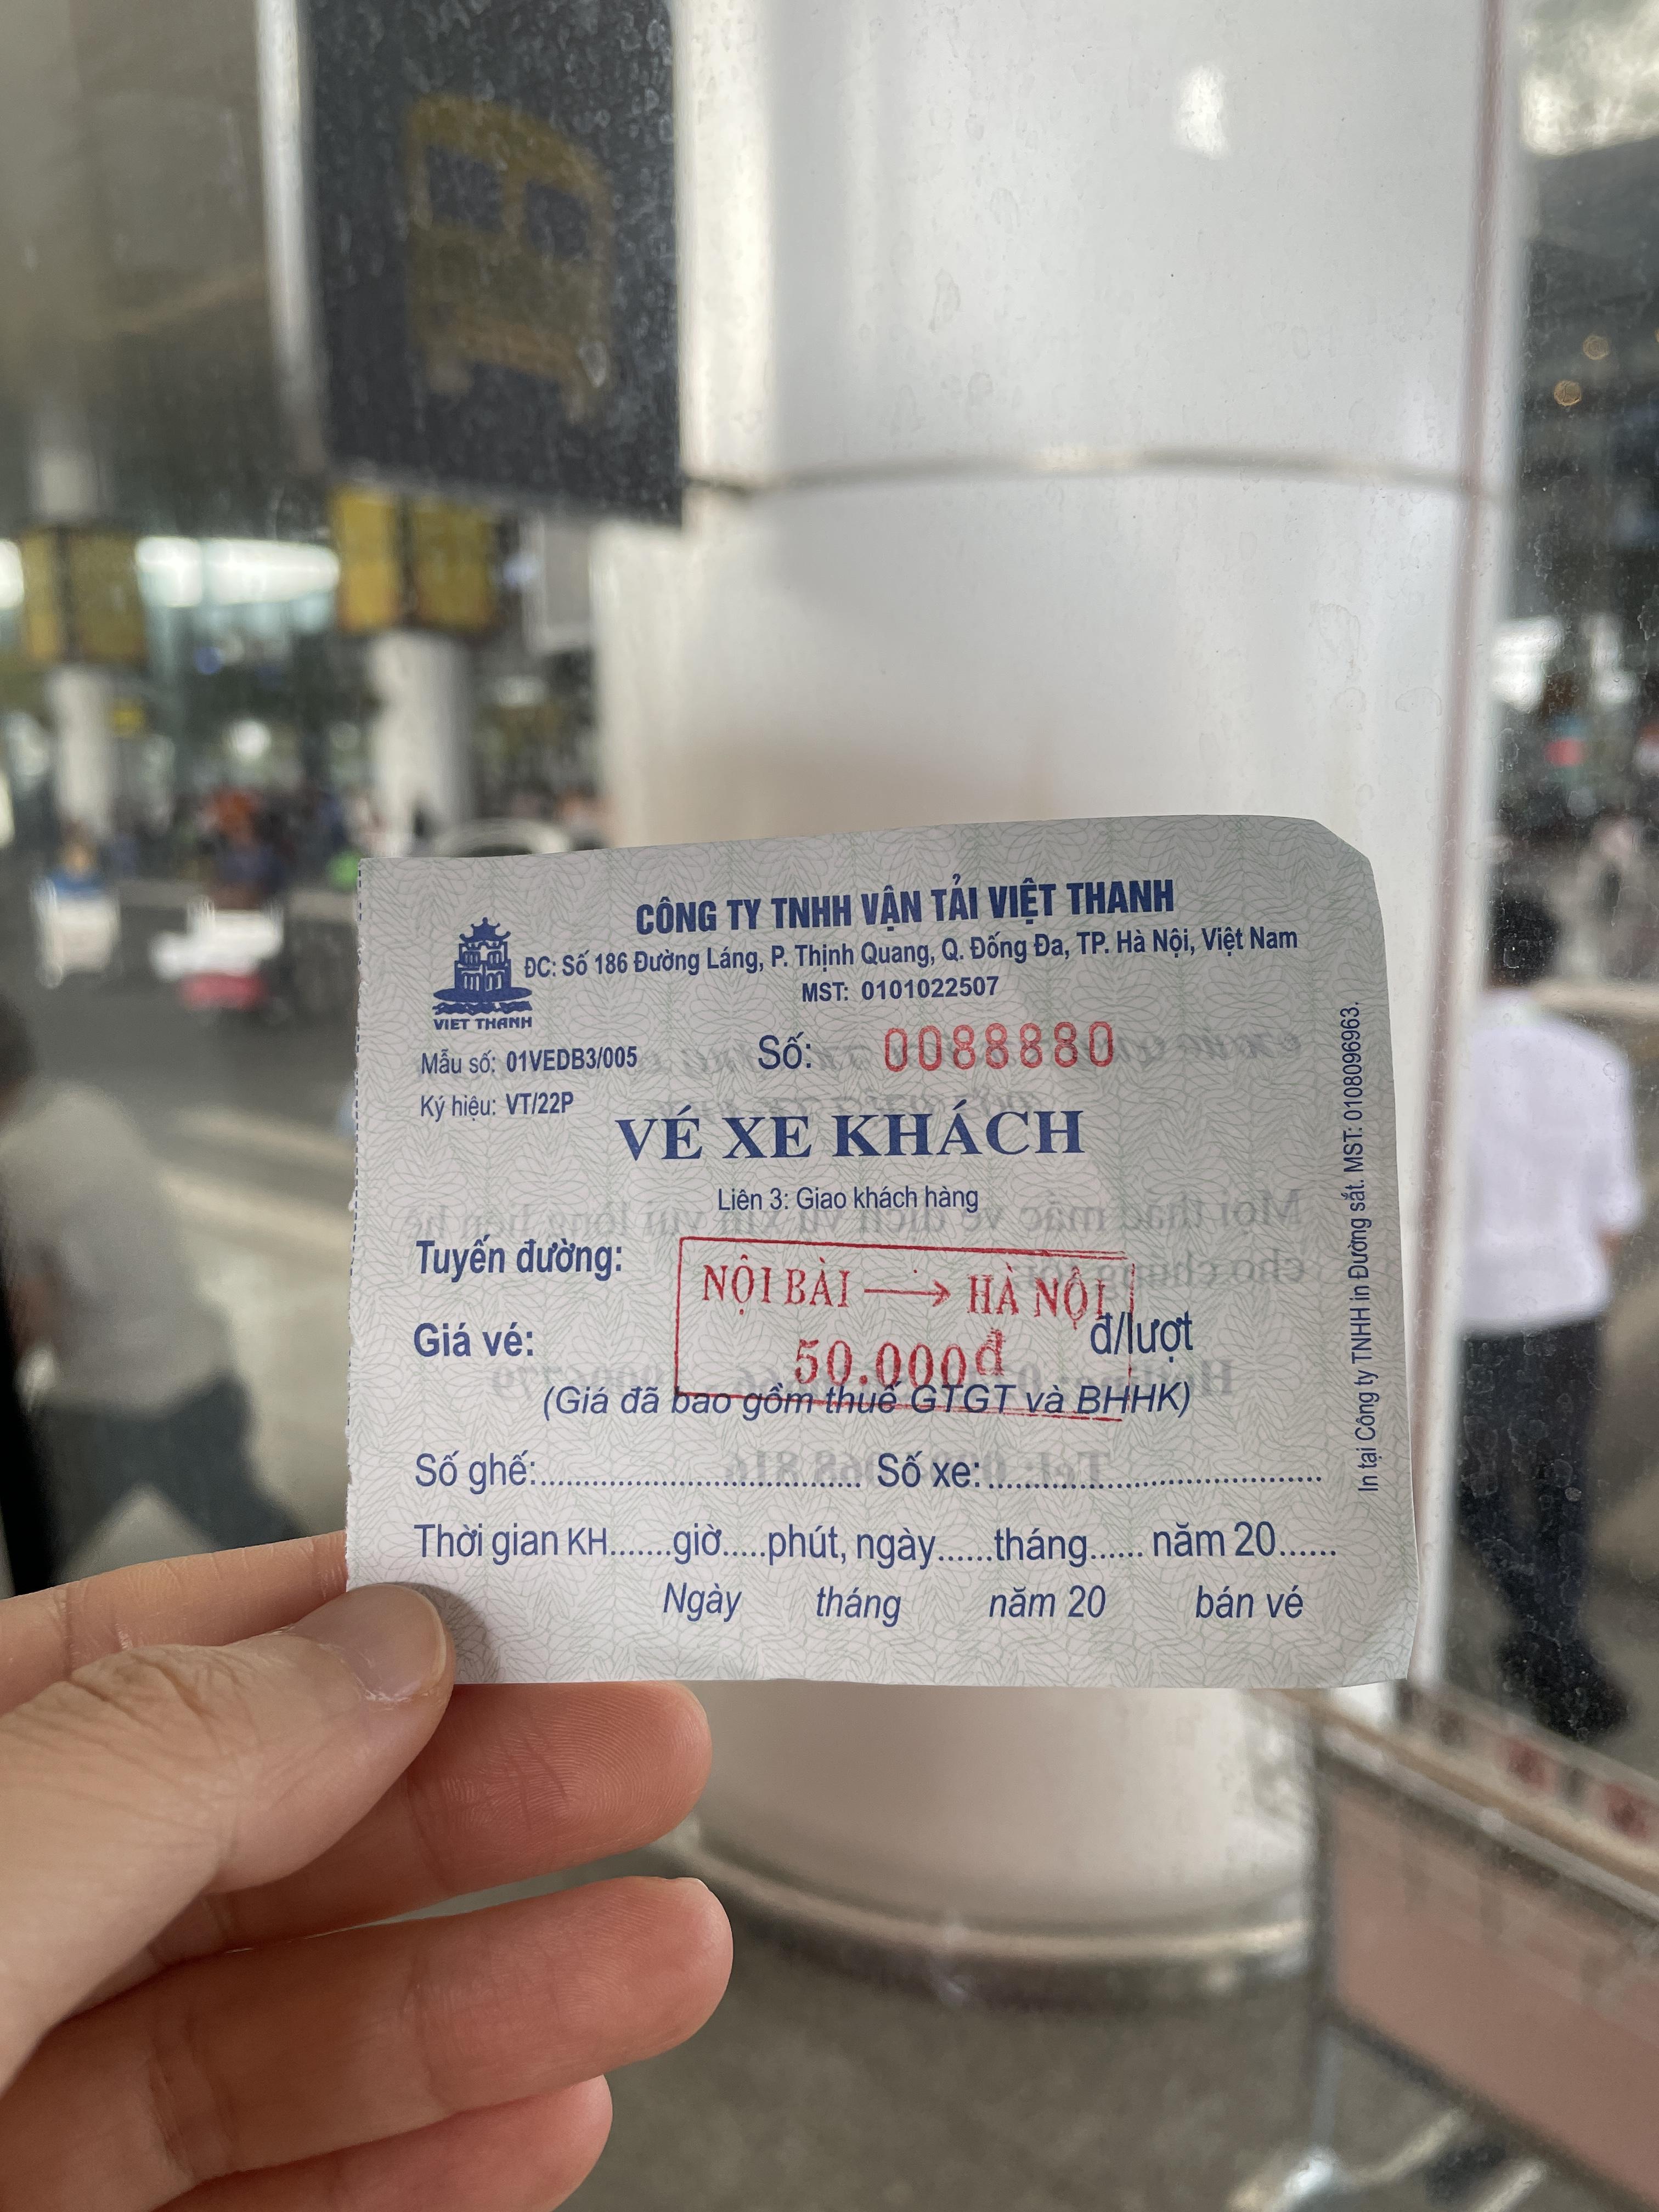 CÔNG TY TNHH VẬN TẢI VIỆT THANH
ĐC: Số 186 Đường Láng, P. Thịnh Quang, Q. Đống Đa, TP. Hà Nội, Việt Nam
MST: 0101022507
VIET THANH
Mẫu số: 01VEDB3/005
Số: 0088880
Ký hiệu: VT/22P
VÉ XE KHÁCH
Liên 3: Giao khách hàng
Tuyến đường: NỘI BÀI → HÀ NỘI
Giá vé: 50.000đ đ/lượt
(Giá đã bao gồm thuế GTGT và BHHK)
Số ghế:.................................... Số xe:.....................................
Thời gian KH.......giờ.....phút, ngày......tháng...... năm 20......
Ngày tháng năm 20 bán vé
In tại Công ty TNHH in Đường sắt. MST: 0108096963.